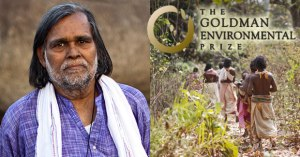 THE
GOLDMAN
ENVIRONMENTAL
PRIZE